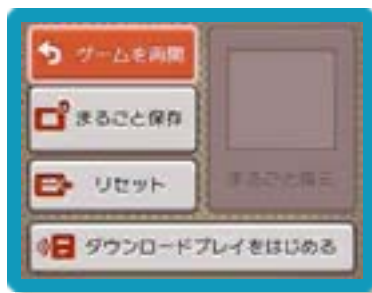 ゲームを再開
まるごと保存
まるごと復元
リセット
ダウンロードプレイをはじめる